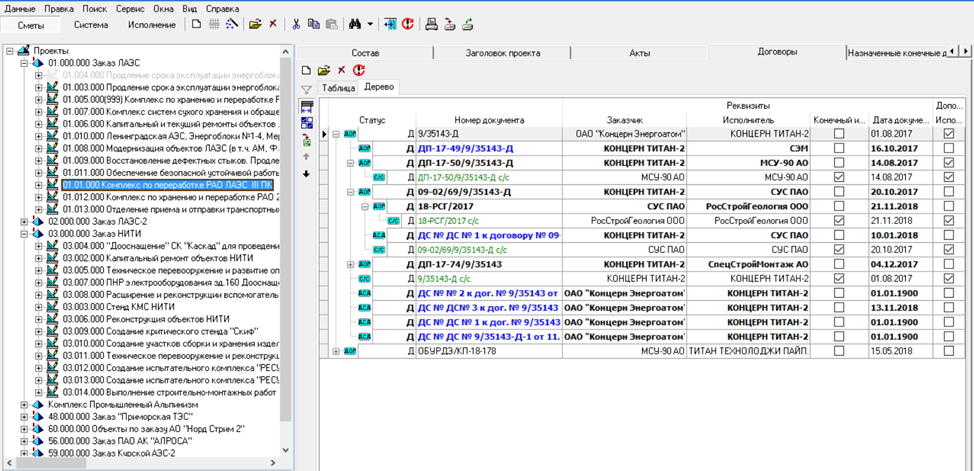 Данные Правка Поиск Сервис Окна Вид Справка
Сметы Система Исполнение
Проекты
01.000.000 Заказ ЛАЭС
01.004.000 Продление срока эксплуатации энергоблока
01.003.000 Продление срока эксплуатации энергоблока
01.005.000(999) Комплекс по хранению и переработке Р
01.007.000 Комплекс систем сухого хранения и обраще
01.006.000 Капитальный и текущий ремонты объектов
01.010.000 Ленинградская АЭС, Энергоблоки №1-4, Ме
01.008.000 Модернизация объектов ЛАЭС (в т.ч. АМ, Ф
01.009.000 Восстановление дефектных стыков. Продле
01.011.000 Обеспечение безопасной устойчивой работы
01.01.000 Комплекс по переработке РАО ЛАЭС III ПК
01.012.000 Комплекс по хранению и переработке РАО 2
01.013.000 Отделение приема и отправки транспортные
02.000.000 Заказ ЛАЭС-2
03.000.000 Заказ НИТИ
03.004.000 "Дооснащение" СК "Каскад" для проведени
03.002.000 Капитальный ремонт объектов НИТИ
03.005.000 Техническое перевооружение и развитие оп
03.007.000 ПНР электрооборудования зд.160 Дооснаще
03.008.000 Расширение и реконструкции вспомогатель
03.003.000 Стенд КМС НИТИ
03.006.000 Реконструкция объектов НИТИ
03.009.000 Создание критического стенда "Скиф"
03.010.000 Создание участков сборки и хранения издел
03.011.000 Техническое перевооружение и реконструкц
03.012.000 Создание испытательного комплекса "РЕСУ
03.013.000 Создание испытательного комплекса "РЕСУ
03.014.000 Выполнение строительно-монтажных работ
Комплекс Промышленный Альпинизм
48.000.000 Заказ "Приморская ТЭС"
60.000.000 Объекты по заказу АО "Норд Стрим 2"
56.000.000 Заказ ПАО АК "АЛРОСА"
59.000.000 Заказ Курской АЭС-2
Состав Заголовок проекта Акты Договоры Назначенные конечные д
Таблица Дерево
Реквизиты Допо...
Статус Номер документа Заказчик Исполнитель Конечный и... Дата докуме... Испо...
ДОР Д 9/35143-Д ОАО "Концерн Энергоатом" КОНЦЕРН ТИТАН-2 01.08.2017
Д ДП-17-49/9/35143-Д КОНЦЕРН ТИТАН-2 СЭМ 16.10.2017
ДОР Д ДП-17-50/9/35143-Д КОНЦЕРН ТИТАН-2 МСУ-90 АО 14.08.2017
С/С Д ДП-17-50/9/35143-Д с/с МСУ-90 АО МСУ-90 АО 14.08.2017
ДОР Д 09-02/69/9/35143-Д КОНЦЕРН ТИТАН-2 СУС ПАО 20.10.2017
ДОР Д 18-РСГ/2017 СУС ПАО РосСтройГеология ООО 21.11.2018
С/С Д 18-РСГ/2017 с/с РосСтройГеология ООО РосСтройГеология ООО 21.11.2018
Д ДС № ДС № 1 к договору № 09- КОНЦЕРН ТИТАН-2 СУС ПАО 10.01.2018
С/С Д 09-02/69/9/35143-Д с/с СУС ПАО СУС ПАО 20.10.2017
ДОР Д ДП-17-74/9/35143 КОНЦЕРН ТИТАН-2 СпецСтройМонтаж АО 04.12.2017
С/С Д 9/35143-Д с/с КОНЦЕРН ТИТАН-2 КОНЦЕРН ТИТАН-2 01.08.2017
Д ДС № № 2 к дог. № 9/35143 от ОАО "Концерн Энергоатом" КОНЦЕРН ТИТАН-2 01.01.1900
Д ДС № ДС№ 3 к дог. № 9/35143 ОАО "Концерн Энергоатом" КОНЦЕРН ТИТАН-2 13.11.2018
Д ДС № ДС № 1 к дог. № 9/35143 ОАО "Концерн Энергоатом" КОНЦЕРН ТИТАН-2 01.01.1900
Д ДС № ДС № 9/35143-Д-1 от 11. ОАО "Концерн Энергоатом" КОНЦЕРН ТИТАН-2 01.01.1900
ДОР Д ОБУРДЭ/КП-18-178 МСУ-90 АО ТИТАН ТЕХНОЛОДЖИ ПАЙП. 15.05.2018